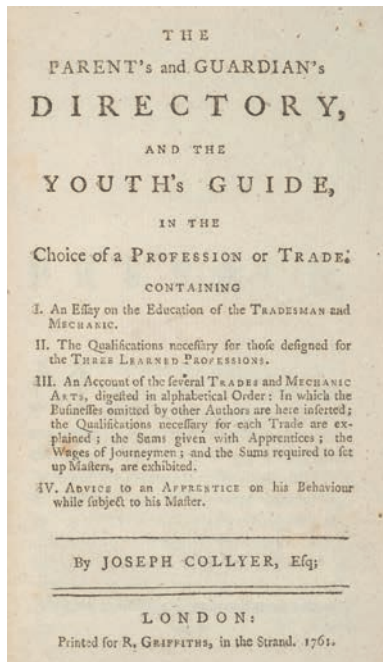 THE
PARENT's and GUARDIAN's
DIRECTORY,
AND THE
YOUTH's GUIDE,
IN THE
Choice of a PROFESSION or TRADE:
CONTAINING
I. An Eſſay on the Education of the TRADESMAN and
MECHANIC.
II. The Qualifications neceſſary for thoſe deſigned for
the THREE LEARNED PROFESSIONS.
III. An Account of the ſeveral TRADES and MECHANIC
ARTS, digeſted in alphabetical Order: In which the
Buſineſſes omitted by other Authors are here inſerted;
the Qualifications neceſſary for each Trade are ex-
plained; the Sums given with Apprentices; the
Wages of Journeymen; and the Sums required to ſet
up Maſters, are exhibited.
IV. ADVICE to an APPRENTICE on his Behaviour
while ſubject to his Maſter.
By JOSEPH COLLYER, Eſq;
LONDON:
Printed for R. GRIFFITHS, in the Strand. 1761.